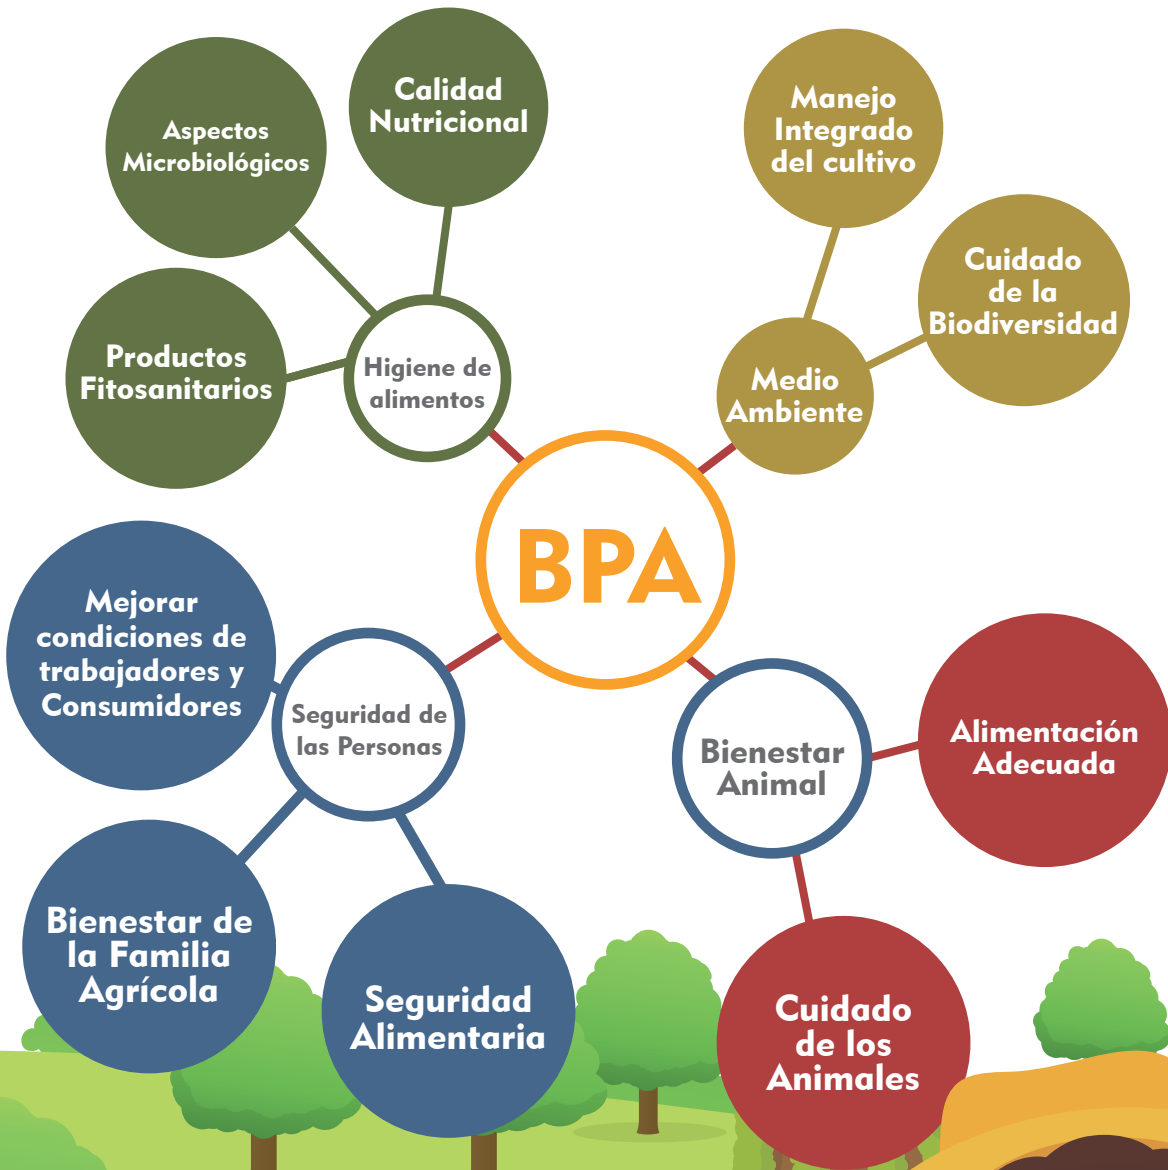 Calidad
Nutricional
Aspectos
Microbiológicos
Productos
Fitosanitarios
Higiene de
alimentos
Manejo
Integrado
del cultivo
Cuidado
de la
Biodiversidad
Medio
Ambiente
BPA
Mejorar
condiciones de
trabajadores y
Consumidores
Seguridad de
las Personas
Bienestar de
la Familia
Agrícola
Seguridad
Alimentaria
Bienestar
Animal
Alimentación
Adecuada
Cuidado
de los
Animales